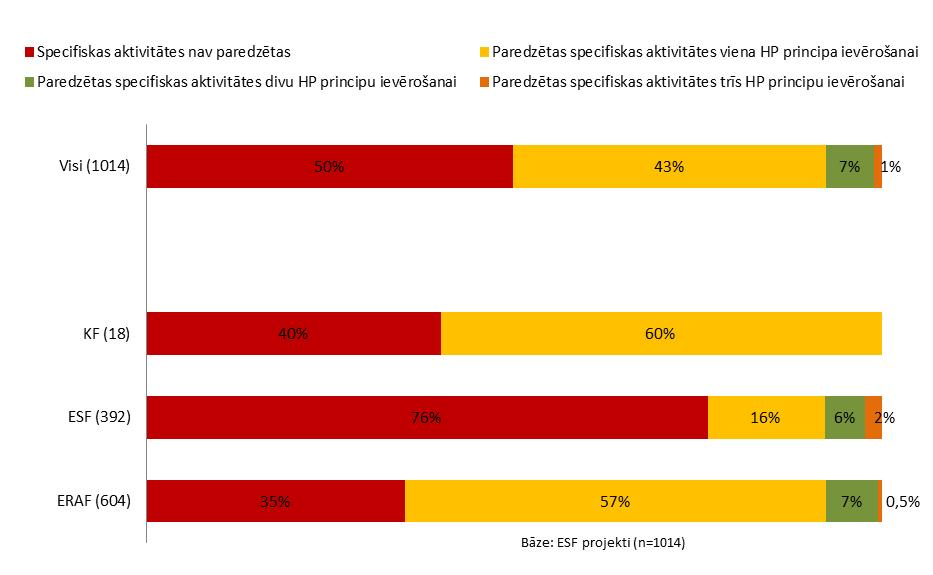 Specifiskas aktivitātes nav paredzētas
Paredzētas specifiskas aktivitātes viena HP principa ievērošanai
Paredzētas specifiskas aktivitātes divu HP principu ievērošanai
Paredzētas specifiskas aktivitātes trīs HP principu ievērošanai
Visi (1014)
50%
43%
7%
1%
KF (18)
40%
60%
ESF (392)
76%
16%
6%
2%
ERAF (604)
35%
57%
7%
0,5%
Bāze: ESF projekti (n=1014)